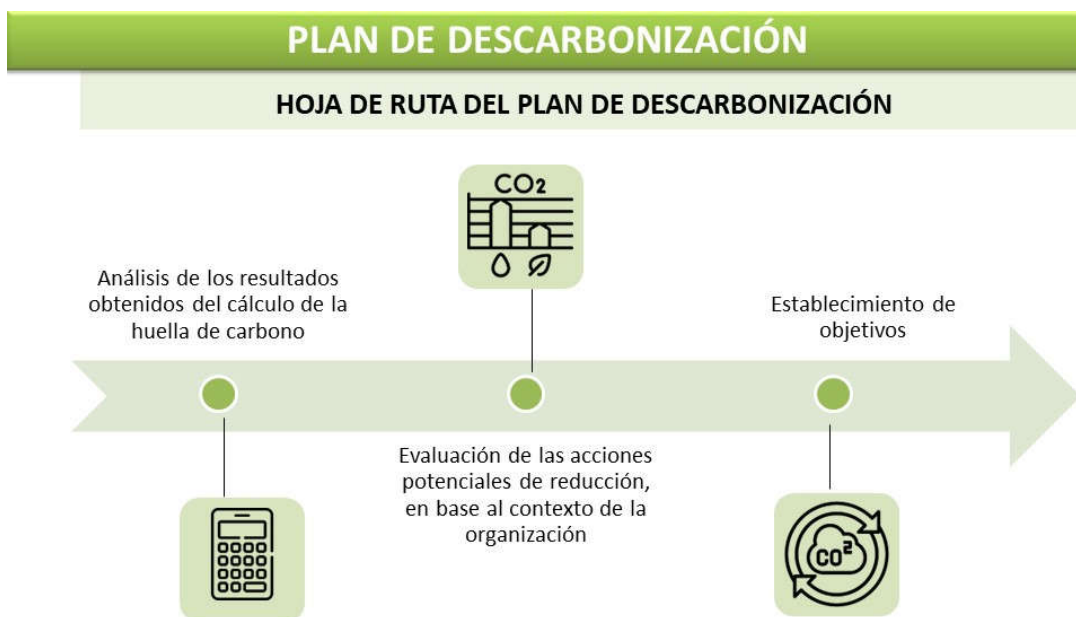 PLAN DE DESCARBONIZACIÓN
HOJA DE RUTA DEL PLAN DE DESCARBONIZACIÓN
Análisis de los resultados
obtenidos del cálculo de la
huella de carbono
CO2
Evaluación de las acciones
potenciales de reducción,
en base al contexto de la
organización
Establecimiento de
objetivos
CO²